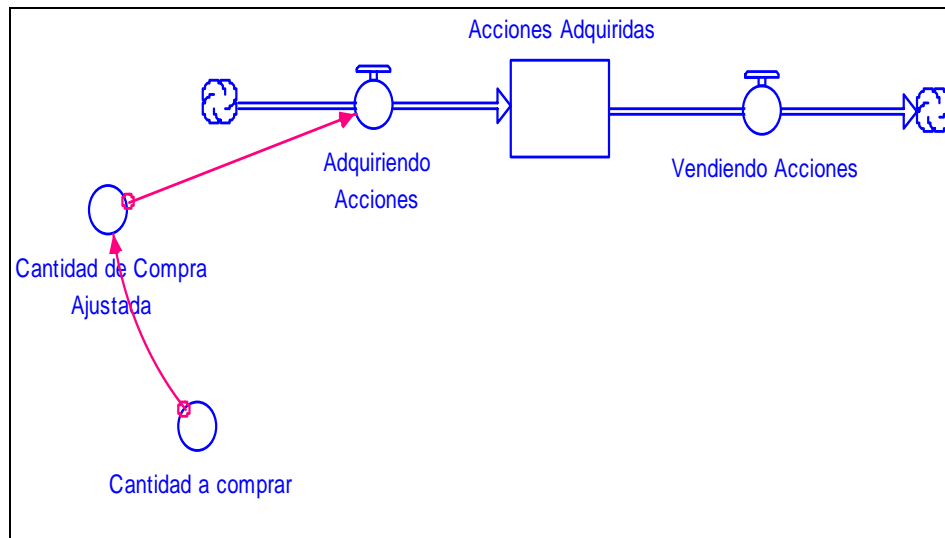 Acciones Adquiridas
Adquiriendo
Acciones
Vendiendo Acciones
Cantidad de Compra
Ajustada
Cantidad a comprar